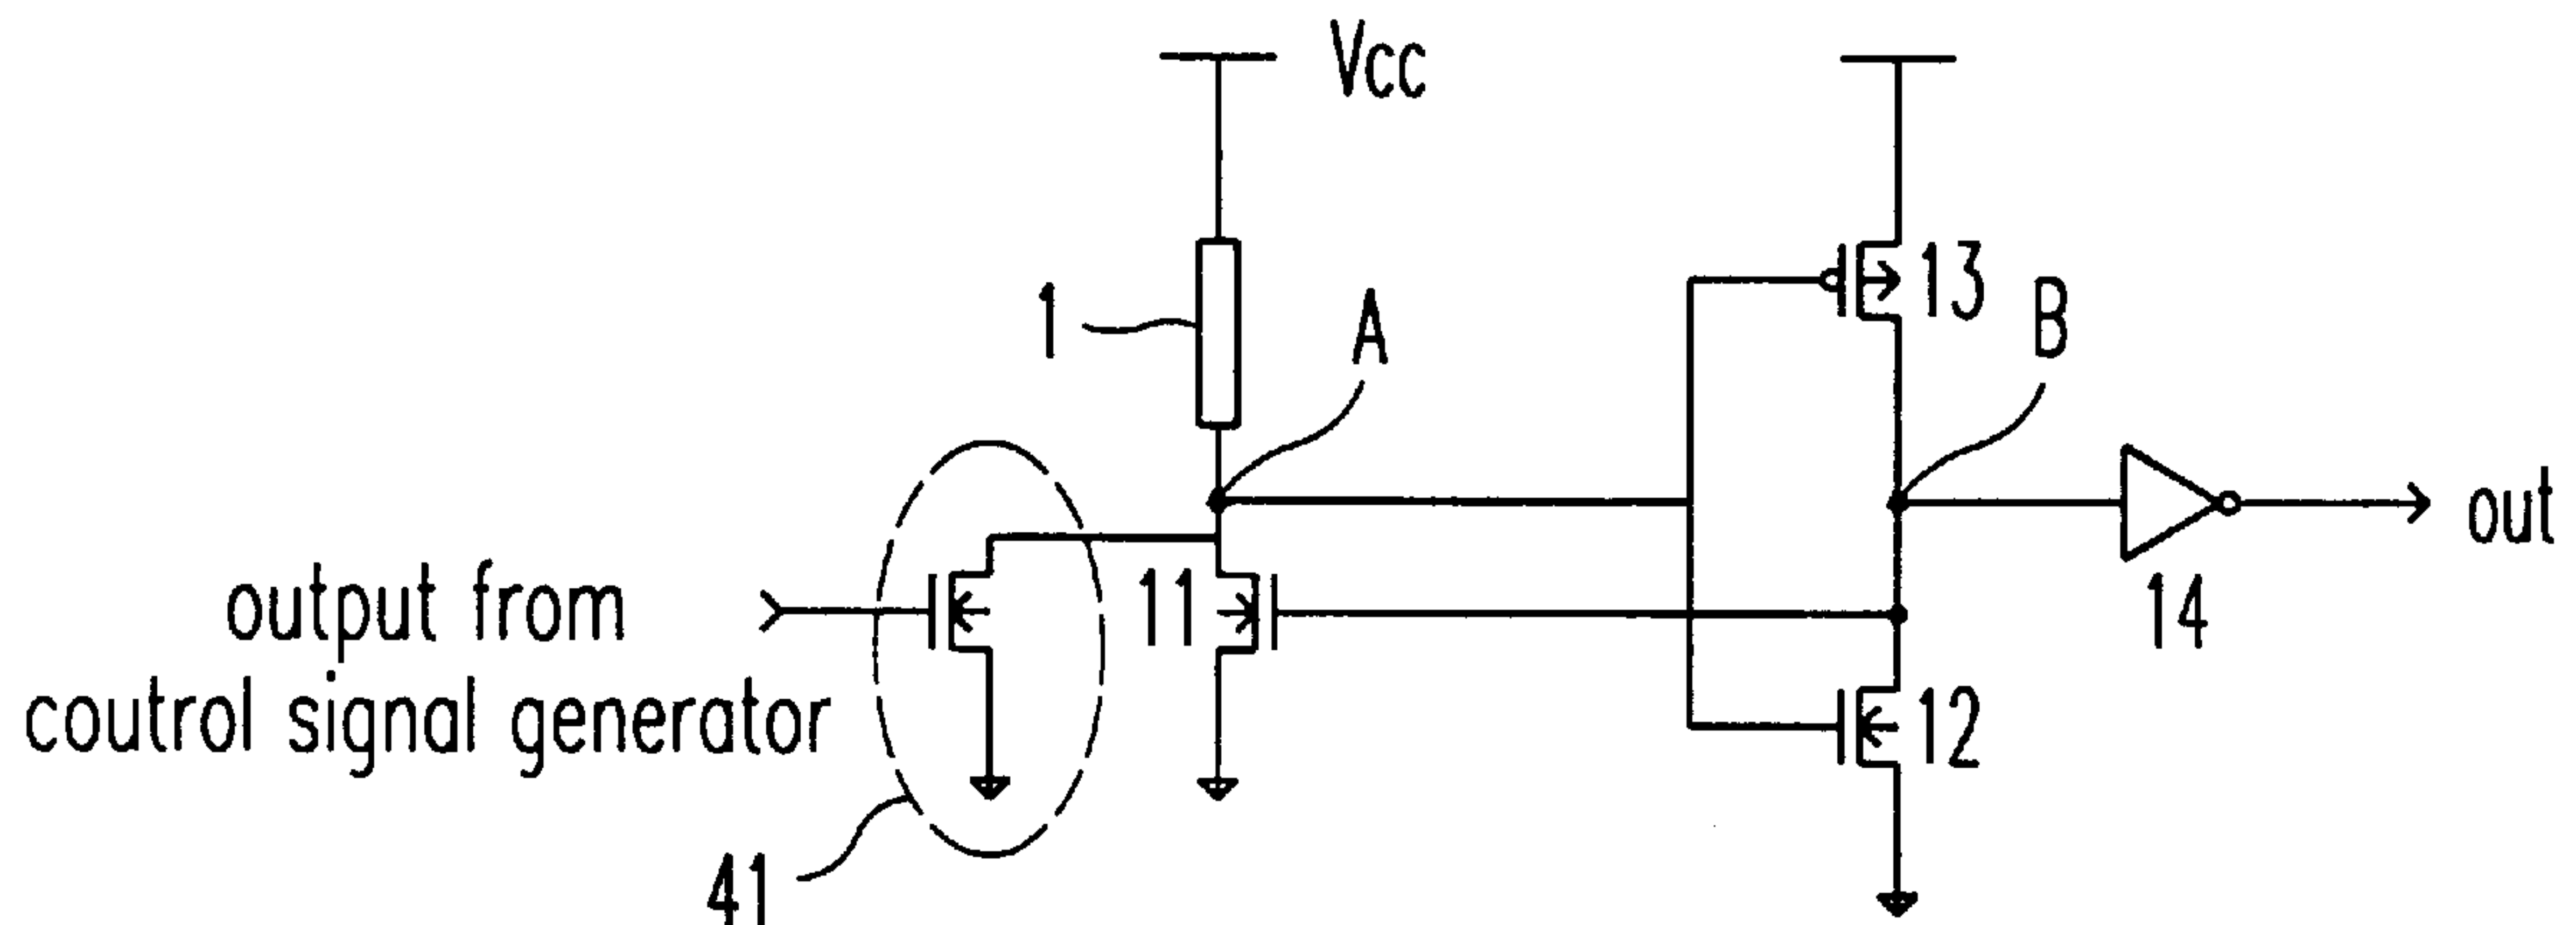 Vcc
13
B
1
A
out
output from
coutrol signal generator
11
14
12
41